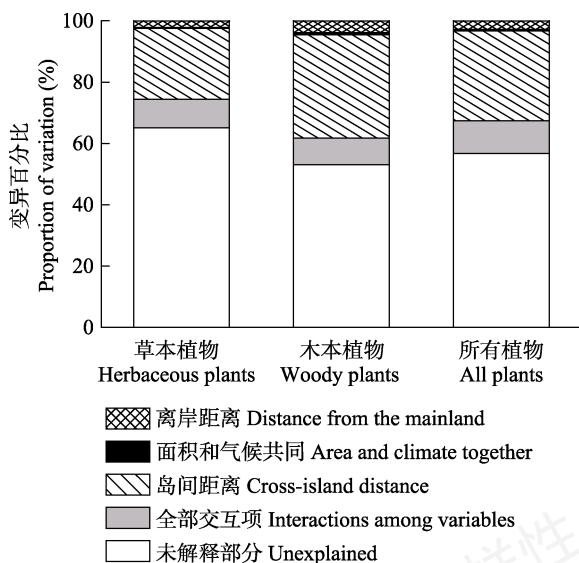 变异百分比
Proportion of variation (%)
100
80
60
40
20
0
草本植物
Herbaceous plants
木本植物
Woody plants
所有植物
All plants
离岸距离 Distance from the mainland
面积和气候共同 Area and climate together
岛间距离 Cross-island distance
全部交互项 Interactions among variables
未解释部分 Unexplained
样性